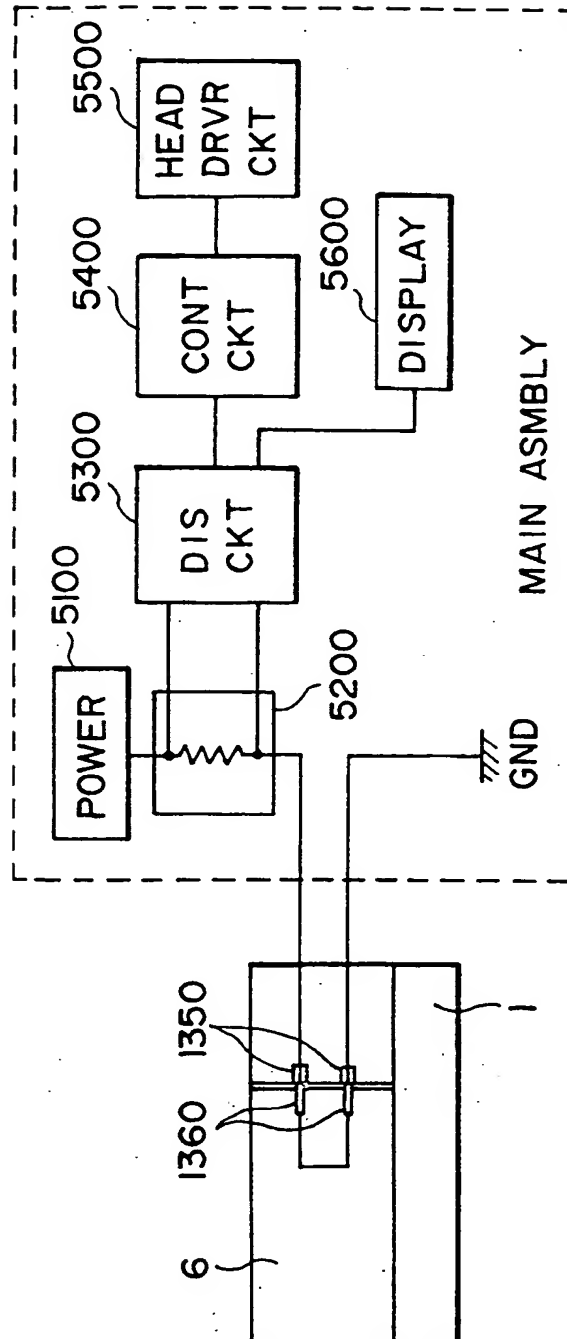 5100
POWER
5200
5300
DIS
CKT
5400
CONT
CKT
5500
HEAD
DRVR
CKT
5600
DISPLAY
MAIN ASMBLY
GND
6
1360
1350
1